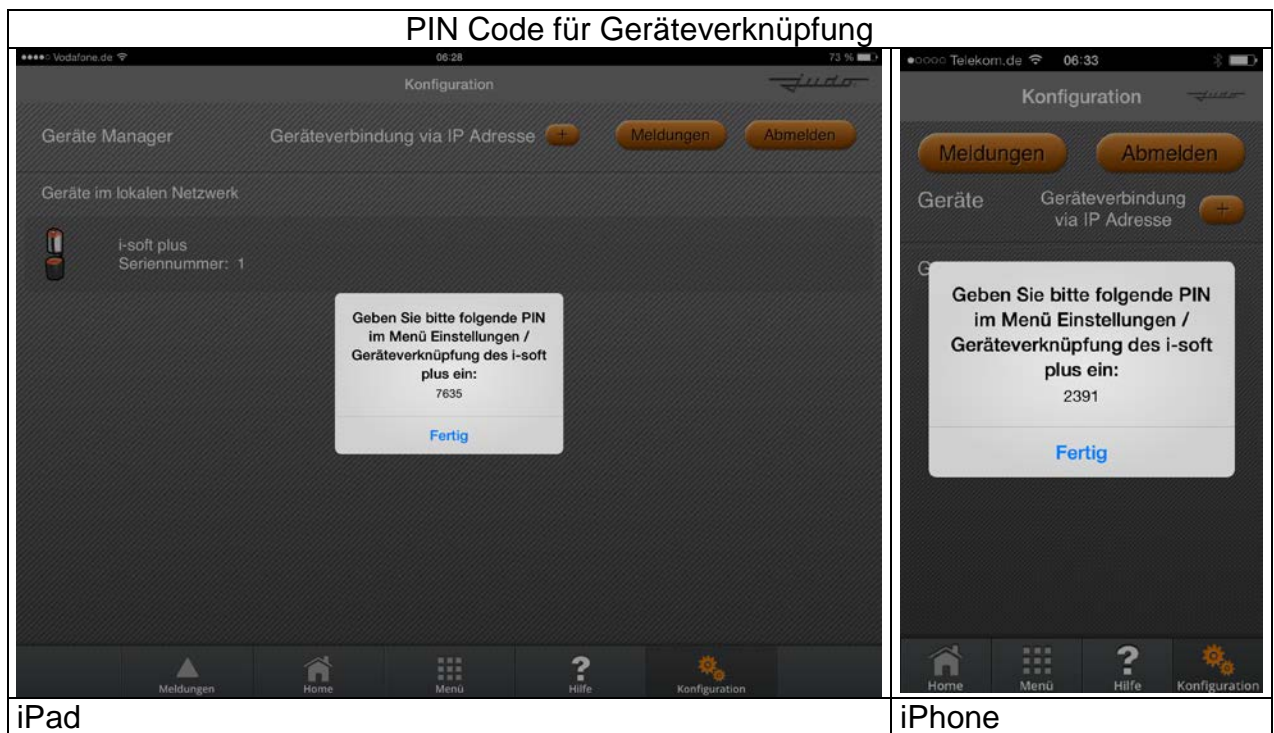 PIN Code für Geräteverknüpfung
Vodafone.de 06:28 73 %
Konfiguration judo
Geräte Manager Geräteverbindung via IP Adresse + Meldungen Abmelden
Geräte im lokalen Netzwerk
i-soft plus
Seriennummer: 1
Geben Sie bitte folgende PIN
im Menü Einstellungen /
Geräteverknüpfung des i-soft
plus ein:
7635
Fertig
Meldungen Home Menü ? Hilfe Konfiguration
iPad
Telekom.de 06:33
Konfiguration judo
Meldungen Abmelden
Geräte Geräteverbindung
via IP Adresse +
G
Geben Sie bitte folgende PIN
im Menü Einstellungen /
Geräteverknüpfung des i-soft
plus ein:
2391
Fertig
Home Menü ? Hilfe Konfiguration
iPhone